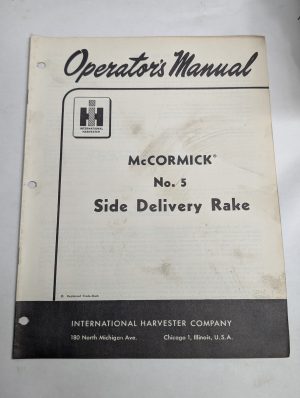 Operator's Manual
IH
INTERNATIONAL
HARVESTER
McCORMICK®
No. 5
Side Delivery Rake
® Registered Trade-Mark
INTERNATIONAL HARVESTER COMPANY
180 North Michigan Ave. Chicago 1, Illinois, U.S.A.